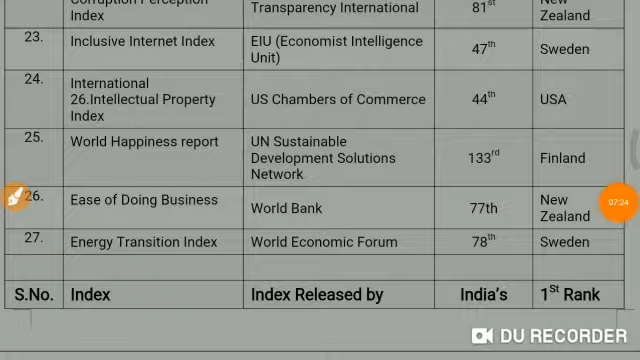 Corruption Perception
Index
Transparency International
81st
New
Zealand
23.
Inclusive Internet Index
EIU (Economist Intelligence
Unit)
47th
Sweden
24.
International
26.Intellectual Property
Index
US Chambers of Commerce
44th
USA
25.
World Happiness report
UN Sustainable
Development Solutions
Network
133rd
Finland
26.
Ease of Doing Business
World Bank
77th
New
Zealand
27.
Energy Transition Index
World Economic Forum
78th
Sweden
S.No.
Index
Index Released by
India's
1St Rank
07:24
DU RECORDER